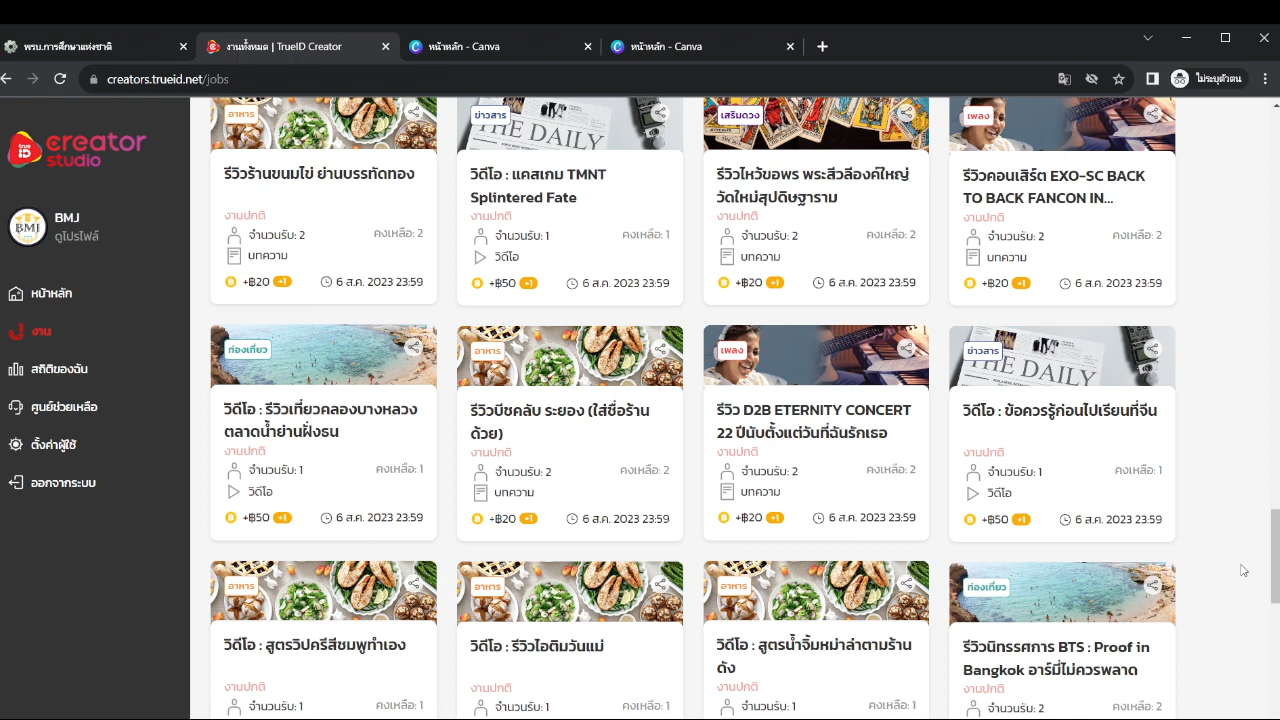 พรบ.การศึกษาแห่งชาติ
งานทั้งหมด | TrueID Creator
หน้าหลัก - Canva
หน้าหลัก - Canva
creators.trueid.net/jobs
ไม่ระบุตัวตน
true ID creator studio
BMJ
ดูโปรไฟล์
หน้าหลัก
งาน
สถิติของฉัน
ศูนย์ช่วยเหลือ
ตั้งค่าผู้ใช้
ออกจากระบบ
อาหาร
รีวิวร้านขนมไข่ ย่านบรรทัดทอง
งานปกติ
จำนวนรับ: 2 คงเหลือ: 2
บทความ
+฿20 +1 6 ส.ค. 2023 23:59
ข่าวสาร
THE DAILY
วิดีโอ : แคสเกม TMNT
Splintered Fate
งานปกติ
จำนวนรับ: 1 คงเหลือ: 1
วิดีโอ
+฿50 +1 6 ส.ค. 2023 23:59
เสริมดวง
รีวิวไหว้ขอพร พระสีวลีองค์ใหญ่
วัดใหม่สุปดิษฐาราม
งานปกติ
จำนวนรับ: 2 คงเหลือ: 2
บทความ
+฿20 +1 6 ส.ค. 2023 23:59
เพลง
รีวิวคอนเสิร์ต EXO-SC BACK
TO BACK FANCON IN...
งานปกติ
จำนวนรับ: 2 คงเหลือ: 2
บทความ
+฿20 +1 6 ส.ค. 2023 23:59
ท่องเที่ยว
วิดีโอ : รีวิวเที่ยวคลองบางหลวง
ตลาดน้ำย่านฝั่งธน
งานปกติ
จำนวนรับ: 1 คงเหลือ: 1
วิดีโอ
+฿50 +1 6 ส.ค. 2023 23:59
อาหาร
รีวิวบีชคลับ ระยอง (ใส่ชื่อร้าน
ด้วย)
งานปกติ
จำนวนรับ: 2 คงเหลือ: 2
บทความ
+฿20 +1 6 ส.ค. 2023 23:59
เพลง
รีวิว D2B ETERNITY CONCERT
22 ปีนับตั้งแต่วันที่ฉันรักเธอ
งานปกติ
จำนวนรับ: 2 คงเหลือ: 2
บทความ
+฿20 +1 6 ส.ค. 2023 23:59
ข่าวสาร
THE DAILY
วิดีโอ : ข้อควรรู้ก่อนไปเรียนที่จีน
งานปกติ
จำนวนรับ: 1 คงเหลือ: 1
วิดีโอ
+฿50 +1 6 ส.ค. 2023 23:59
อาหาร
วิดีโอ : สูตรวิปครีสีชมพูทำเอง
งานปกติ
จำนวนรับ: 1 คงเหลือ: 1
อาหาร
วิดีโอ : รีวิวไอติมวันแม่
งานปกติ
จำนวนรับ: 1 คงเหลือ: 1
อาหาร
วิดีโอ : สูตรน้ำจิ้มหม่าล่าตามร้าน
ดัง
งานปกติ
จำนวนรับ: 1 คงเหลือ: 1
ท่องเที่ยว
รีวิวนิทรรศการ BTS : Proof in
Bangkok อาร์มี่ไม่ควรพลาด
งานปกติ
จำนวนรับ: 2 คงเหลือ: 2